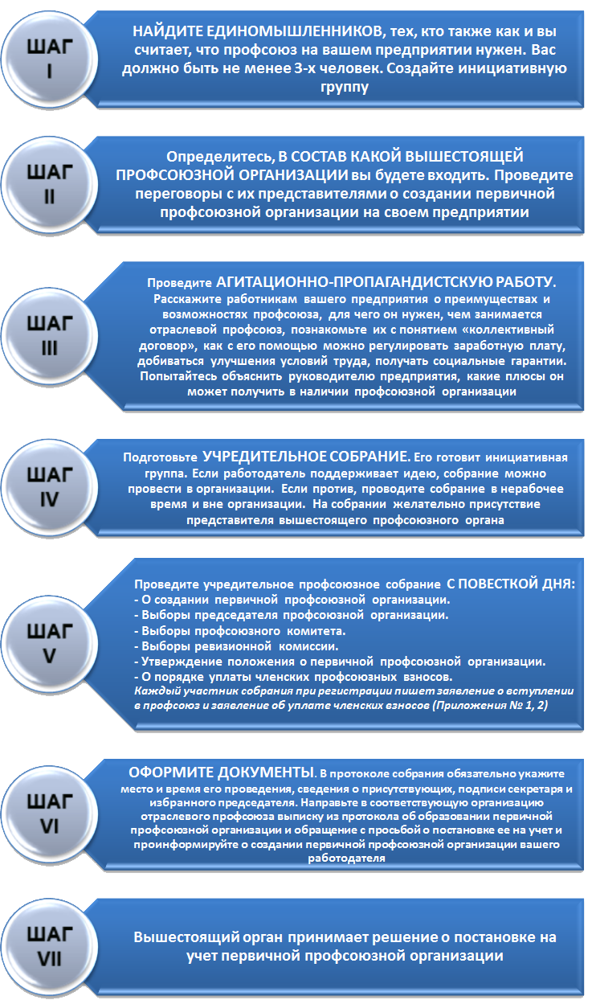 ШАГ
I
НАЙДИТЕ ЕДИНОМЫШЛЕННИКОВ, тех, кто также как и вы
считает, что профсоюз на вашем предприятии нужен. Вас
должно быть не менее 3-х человек. Создайте инициативную
группу
ШАГ
II
Определитесь, В СОСТАВ КАКОЙ ВЫШЕСТОЯЩЕЙ
ПРОФСОЮЗНОЙ ОРГАНИЗАЦИИ вы будете входить. Проведите
переговоры с их представителями о создании первичной
профсоюзной организации на своем предприятии
ШАГ
III
Проведите АГИТАЦИОННО-ПРОПАГАНДИСТСКУЮ РАБОТУ.
Расскажите работникам вашего предприятия о преимуществах и
возможностях профсоюза, для чего он нужен, чем занимается
отраслевой профсоюз, познакомьте их с понятием «коллективный
договор», как с его помощью можно регулировать заработную плату,
добиваться улучшения условий труда, получать социальные гарантии.
Попытайтесь объяснить руководителю предприятия, какие плюсы он
может получить в наличии профсоюзной организации
ШАГ
IV
Подготовьте УЧРЕДИТЕЛЬНОЕ СОБРАНИЕ. Его готовит инициативная
группа. Если работодатель поддерживает идею, собрание можно
провести в организации. Если против, проводите собрание в нерабочее
время и вне организации. На собрании желательно присутствие
представителя вышестоящего профсоюзного органа
ШАГ
V
Проведите учредительное профсоюзное собрание С ПОВЕСТКОЙ ДНЯ:
- О создании первичной профсоюзной организации.
- Выборы председателя профсоюзной организации.
- Выборы профсоюзного комитета.
- Выборы ревизионной комиссии.
- Утверждение положения о первичной профсоюзной организации.
- О порядке уплаты членских профсоюзных взносов.
Каждый участник собрания при регистрации пишет заявление о вступлении
в профсоюз и заявление об уплате членских взносов (Приложения № 1, 2)
ШАГ
VI
ОФОРМИТЕ ДОКУМЕНТЫ. В протоколе собрания обязательно укажите
место и время его проведения, сведения о присутствующих, подписи секретаря и
избранного председателя. Направьте в соответствующую организацию
отраслевого профсоюза выписку из протокола об образовании первичной
профсоюзной организации и обращение с просьбой о постановке ее на учет и
проинформируйте о создании первичной профсоюзной организации вашего
работодателя
ШАГ
VII
Вышестоящий орган принимает решение о постановке на
учет первичной профсоюзной организации